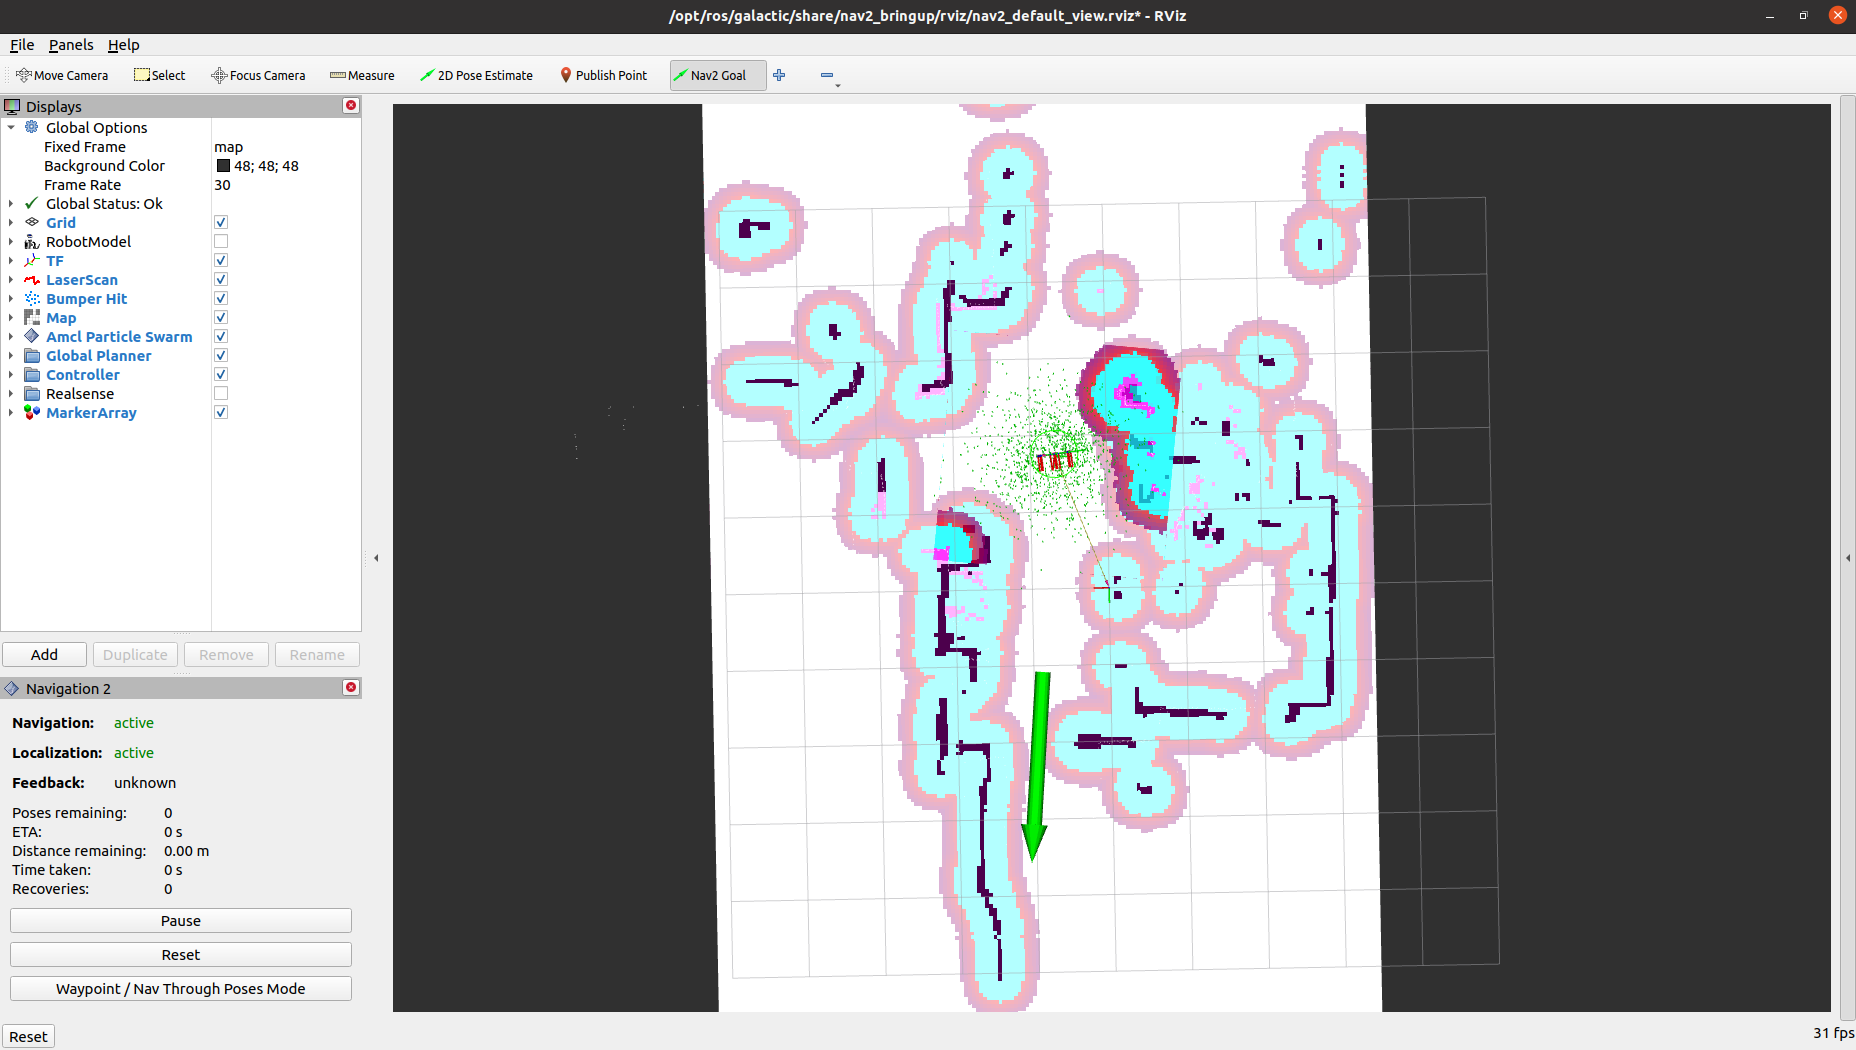 /opt/ros/galactic/share/nav2_bringup/rviz/nav2_default_view.rviz* - RViz
File Panels Help
Move Camera Select Focus Camera Measure 2D Pose Estimate Publish Point Nav2 Goal
Displays
Global Options
Fixed Frame map
Background Color 48; 48; 48
Frame Rate 30
Global Status: Ok
Grid
RobotModel
TF
LaserScan
Bumper Hit
Map
Amcl Particle Swarm
Global Planner
Controller
Realsense
MarkerArray
Add Duplicate Remove Rename
Navigation 2
Navigation: active
Localization: active
Feedback: unknown
Poses remaining: 0
ETA: 0 s
Distance remaining: 0.00 m
Time taken: 0 s
Recoveries: 0
Pause
Reset
Waypoint / Nav Through Poses Mode
Reset
31 fps